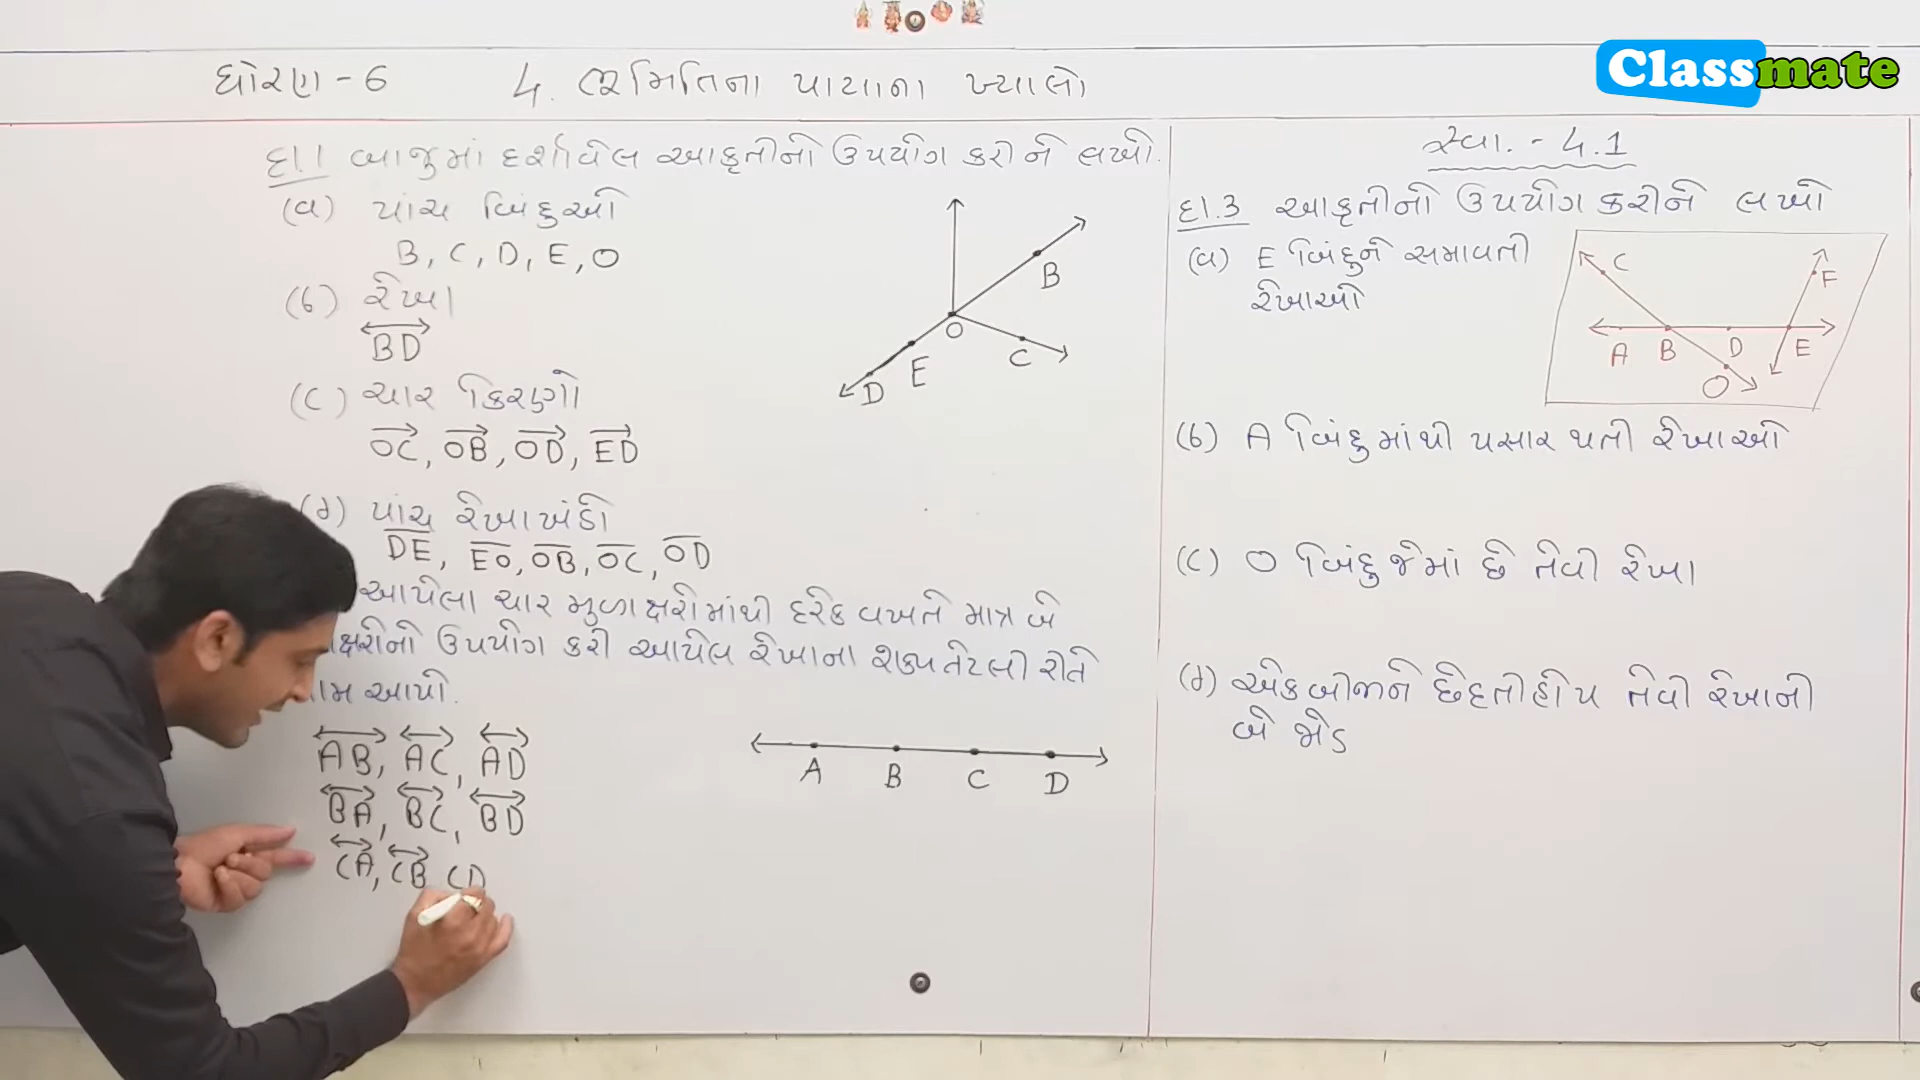 Classmate
ધોરણ - 6 4. ભૂમિતિના પાયાના ખ્યાલો
દા.1 બાજુમાં દર્શાવેલ આકૃતીનો ઉપયોગ કરીને લખો.
(a) પાંચ બિંદુઓ
B, C, D, E, O
(b) રેખા
BD
(c) ચાર કિરણો
OC, OB, OD, ED
(d) પાંચ રેખાખંડો
DE, EO, OB, OC, OD
B
O
C
E
D
આપેલા ચાર મુળાક્ષરોમાંથી દરેક વખતે માત્ર બે
ક્ષરોનો ઉપયોગ કરી આપેલ રેખાના શક્ય તેટલી રીતે
ામ આપો.
AB, AC, AD
BA, BC, BD
CA, CB CD
A B C D
સ્વા. - 4.1
દા.3 આકૃતીનો ઉપયોગ કરીને લખો
(a) E બિંદુને સમાવતી
રેખાઓ
C F
A B D E
O
(b) A બિંદુમાંથી પસાર થતી રેખાઓ
(c) O બિંદુ જેમાં છે તેવી રેખા
(d) એકબીજાને છેદતી હોય તેવી રેખાની
બે જોડ